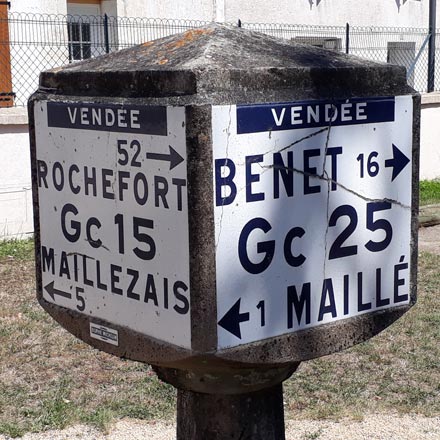 VENDÉE
52 →
ROCHEFORT
Gc 15
MAILLEZAIS
← 5
VENDÉE
BENET 16 →
Gc 25
← 1 MAILLÉ